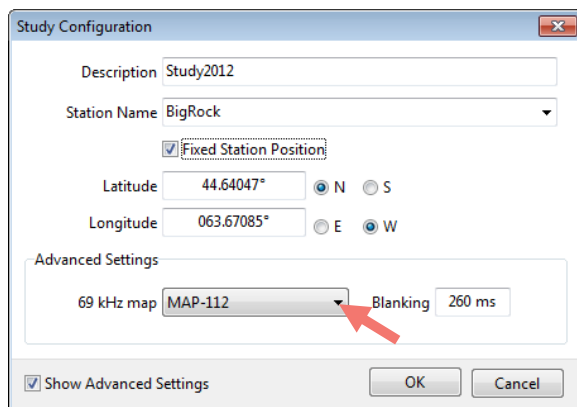 Study Configuration
Description Study2012
Station Name BigRock
Fixed Station Position
Latitude 44.64047° N S
Longitude 063.67085° E W
Advanced Settings
69 kHz map MAP-112 Blanking 260 ms
Show Advanced Settings OK Cancel